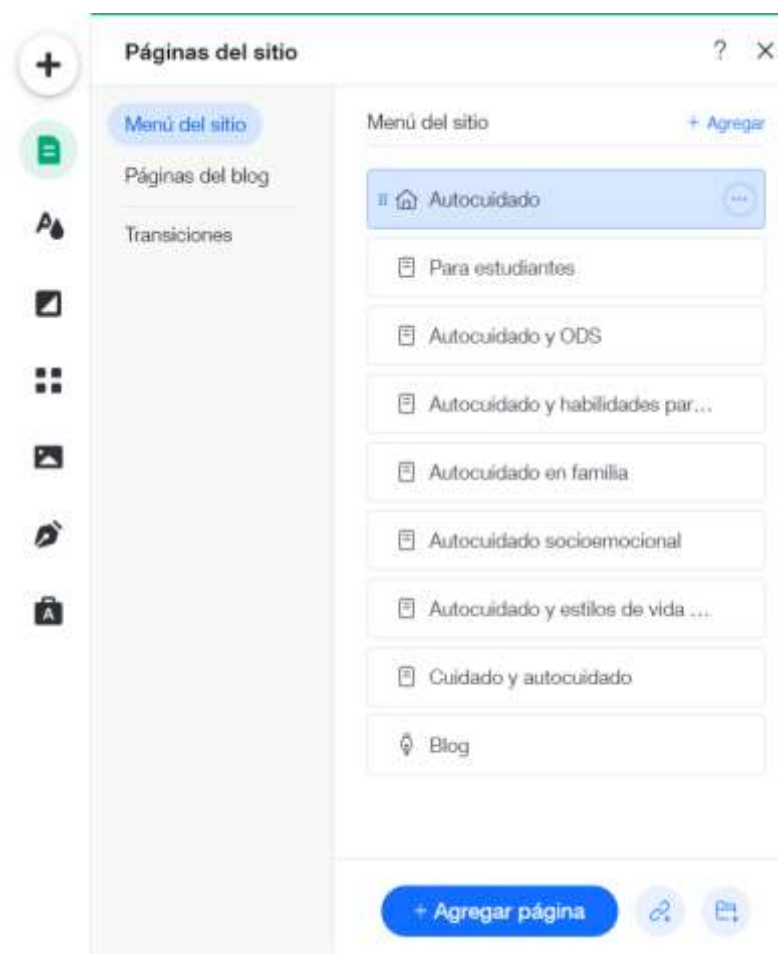 Páginas del sitio
?
Menú del sitio
Páginas del blog
Transiciones
Menú del sitio
+ Agregar
Autocuidado
Para estudiantes
Autocuidado y ODS
Autocuidado y habilidades par...
Autocuidado en familia
Autocuidado socioemocional
Autocuidado y estilos de vida ...
Cuidado y autocuidado
Blog
+ Agregar página